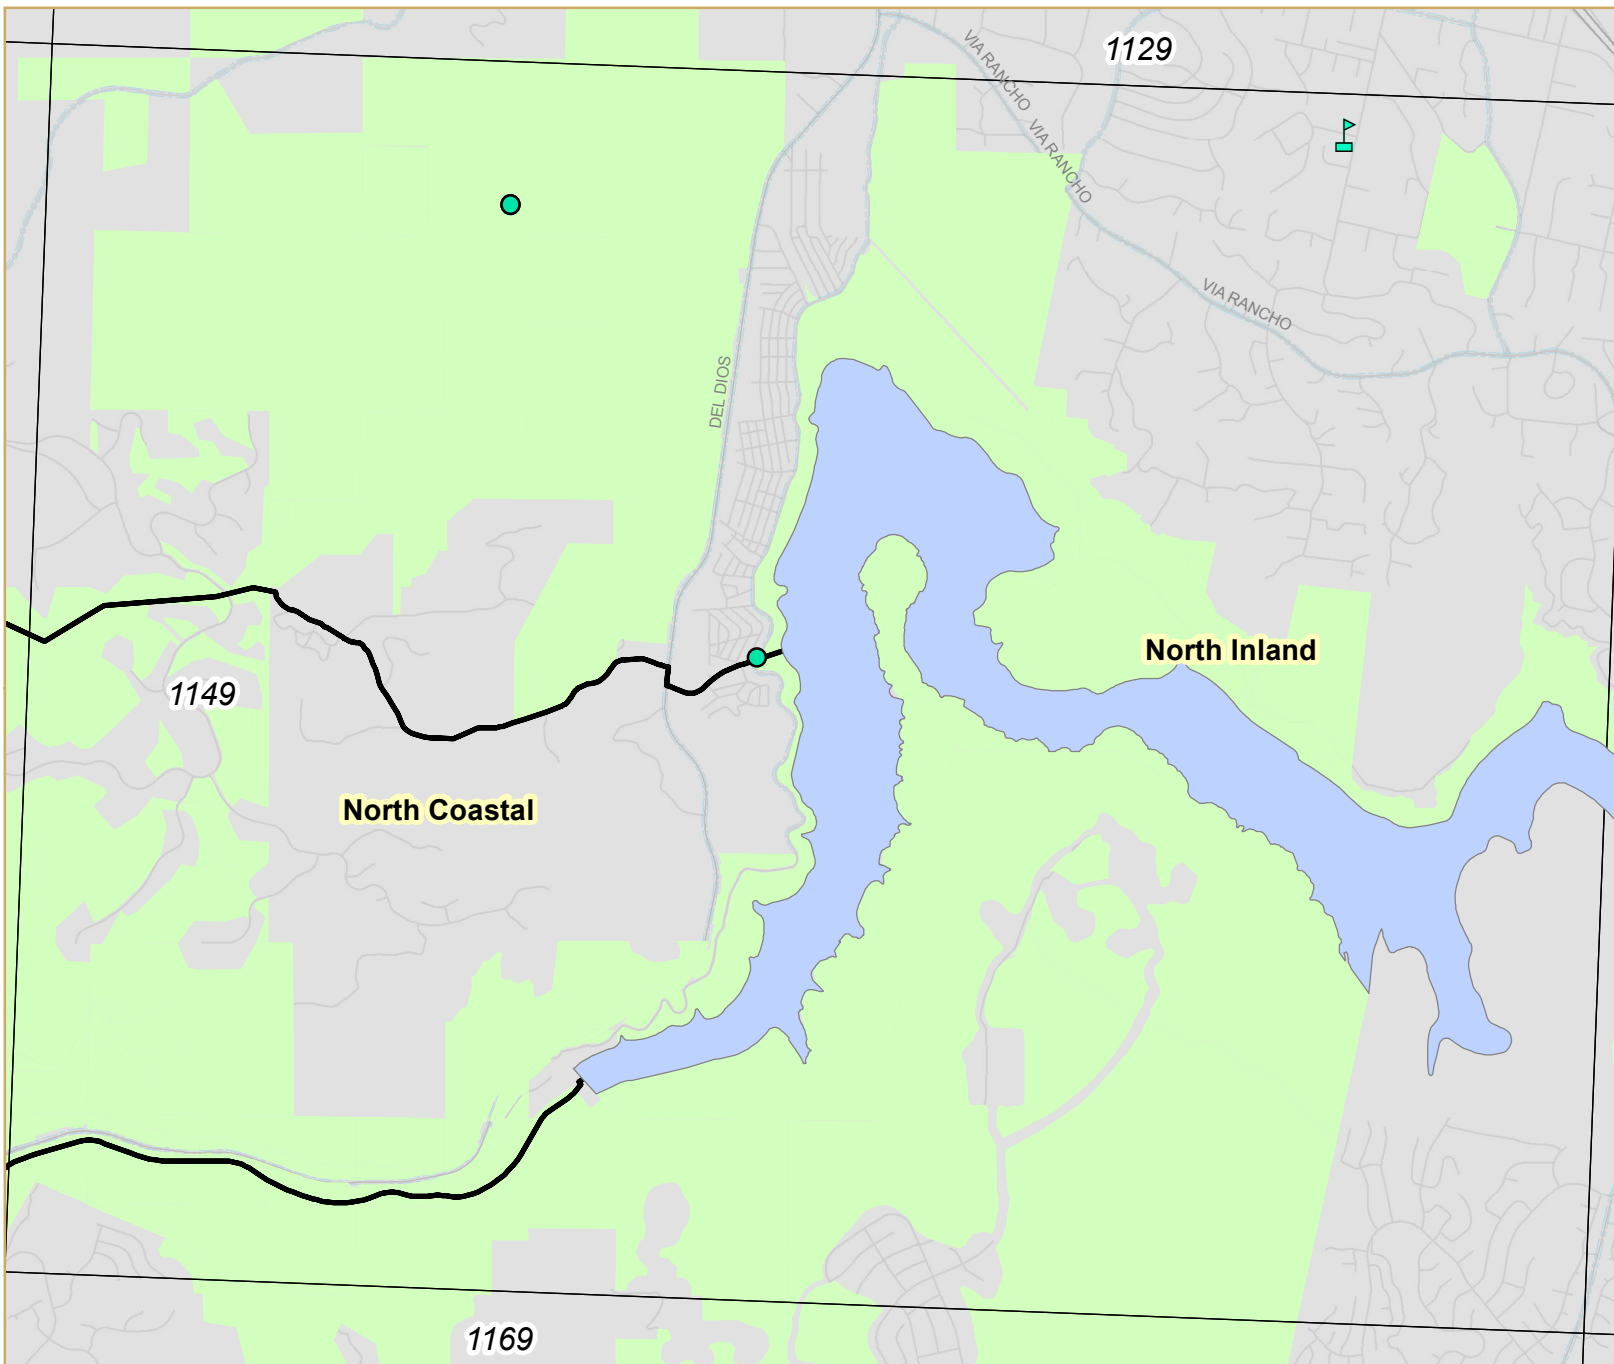 1129
VIA RANCHO
VIA RANCHO
VIA RANCHO
DEL DIOS
North Inland
1149
North Coastal
1169